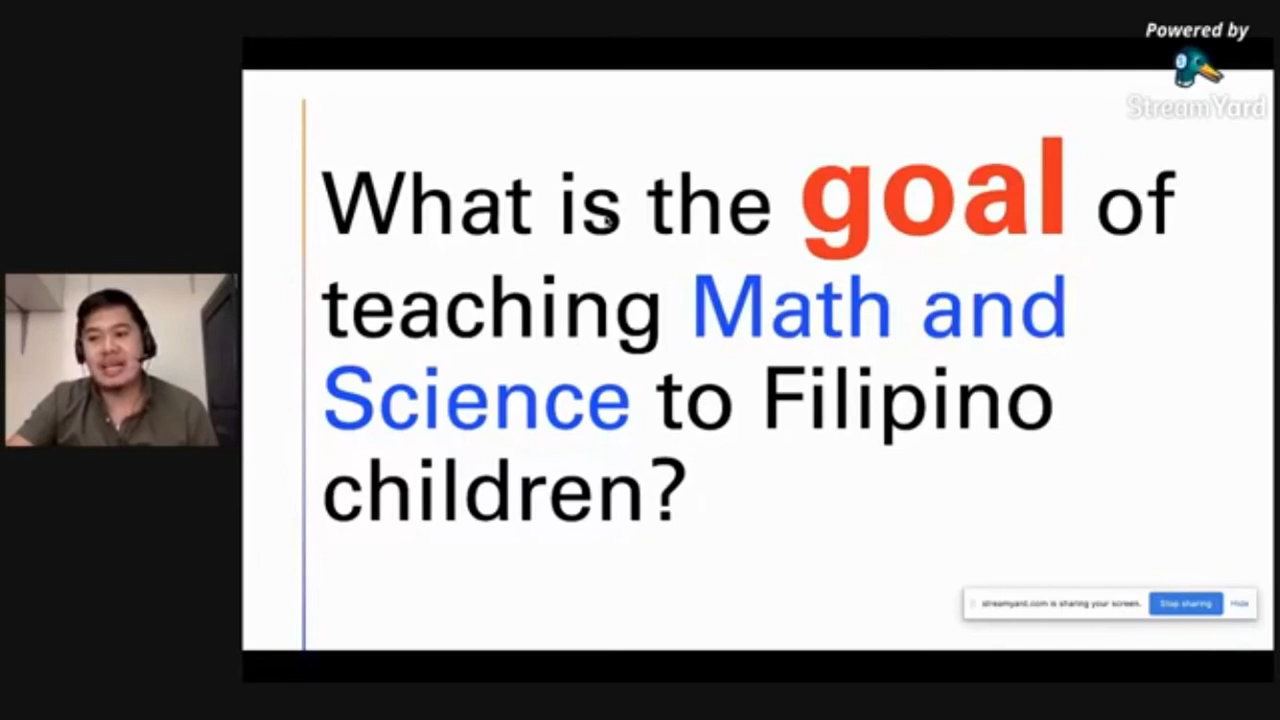 Powered by
StreamYard
What is the goal of
teaching Math and
Science to Filipino
children?
streamyard.com is sharing your screen. Stop sharing Hide